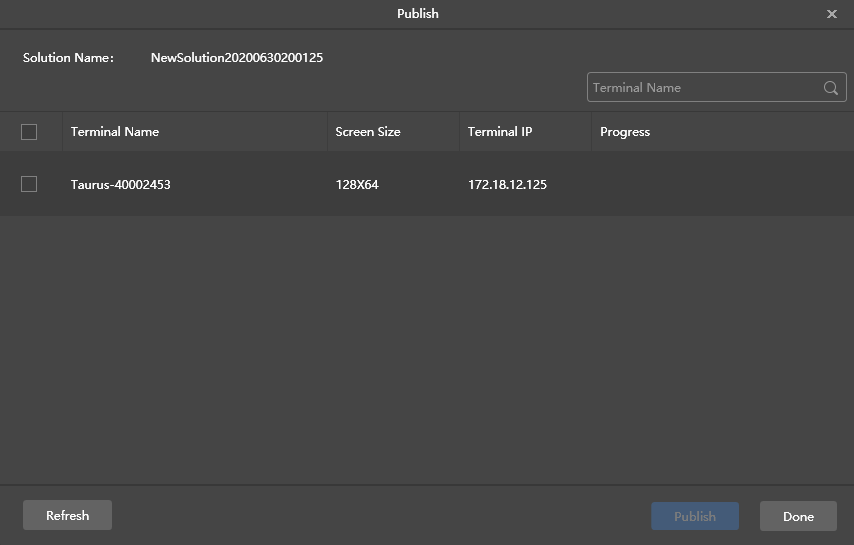 Publish
Solution Name: NewSolution20200630200125
Terminal Name
Terminal Name Screen Size Terminal IP Progress
Taurus-40002453 128X64 172.18.12.125
Refresh Publish Done